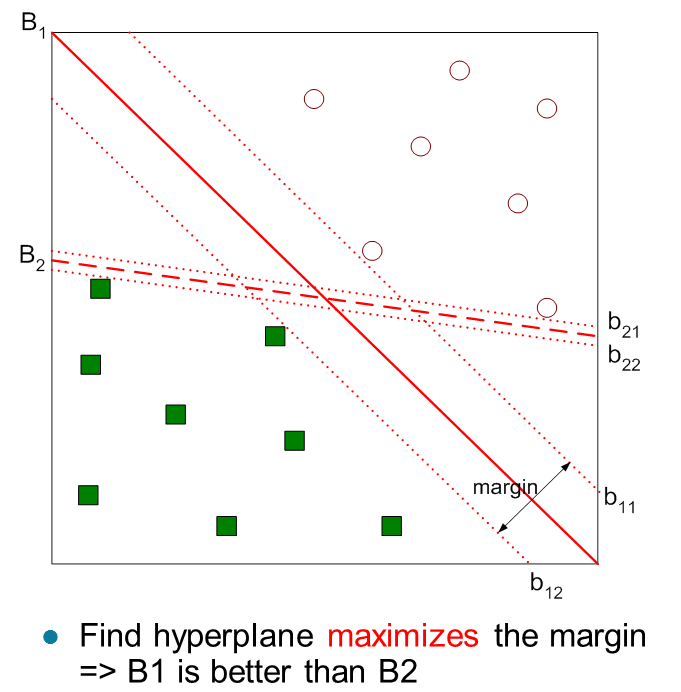 B1
B2
b21
b22
margin
b11
b12
● Find hyperplane maximizes the margin
=> B1 is better than B2